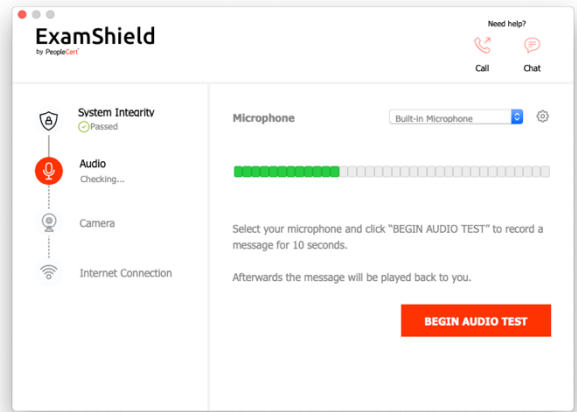 ExamShield
by PeopleCert
Need help?
Call
Chat
System Integrity
Passed
Audio
Checking...
Camera
Internet Connection
Microphone
Built-in Microphone
Select your microphone and click “BEGIN AUDIO TEST” to record a
message for 10 seconds.
Afterwards the message will be played back to you.
BEGIN AUDIO TEST